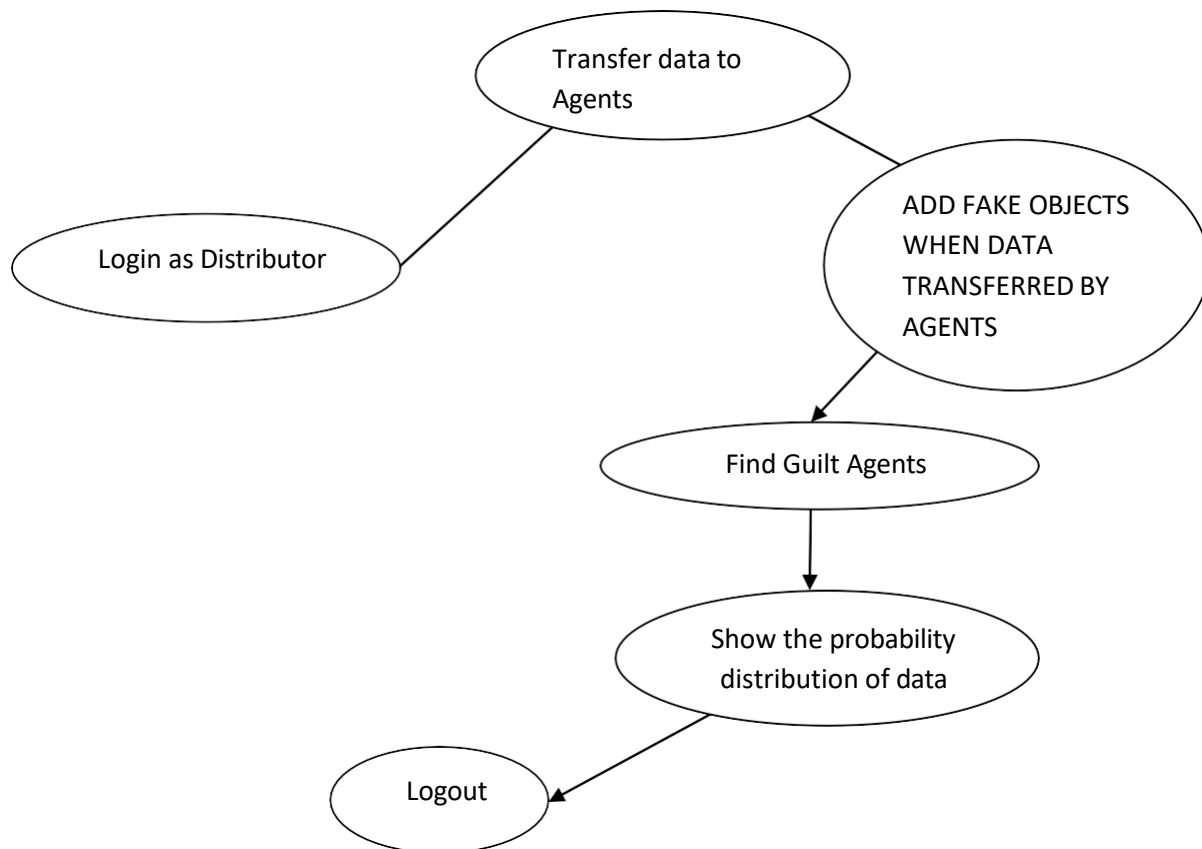 Transfer data to
Agents
Login as Distributor
ADD FAKE OBJECTS
WHEN DATA
TRANSFERRED BY
AGENTS
Find Guilt Agents
Show the probability
distribution of data
Logout